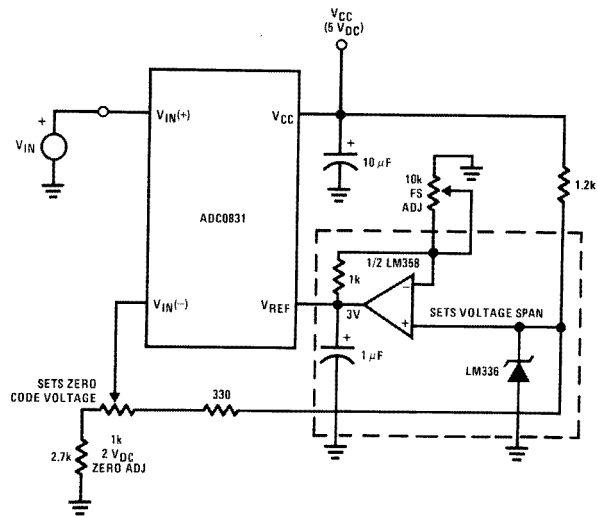 VCC
(5 VDC)
VIN(+)
VCC
+
VIN
+
10 µF
10k
FS
ADJ
1.2k
ADC0831
1/2 LM358
1k
−
VIN(−)
VREF
3V
+
SETS VOLTAGE SPAN
+
1 µF
LM336
SETS ZERO
CODE VOLTAGE
330
2.7k
1k
2 VDC
ZERO ADJ